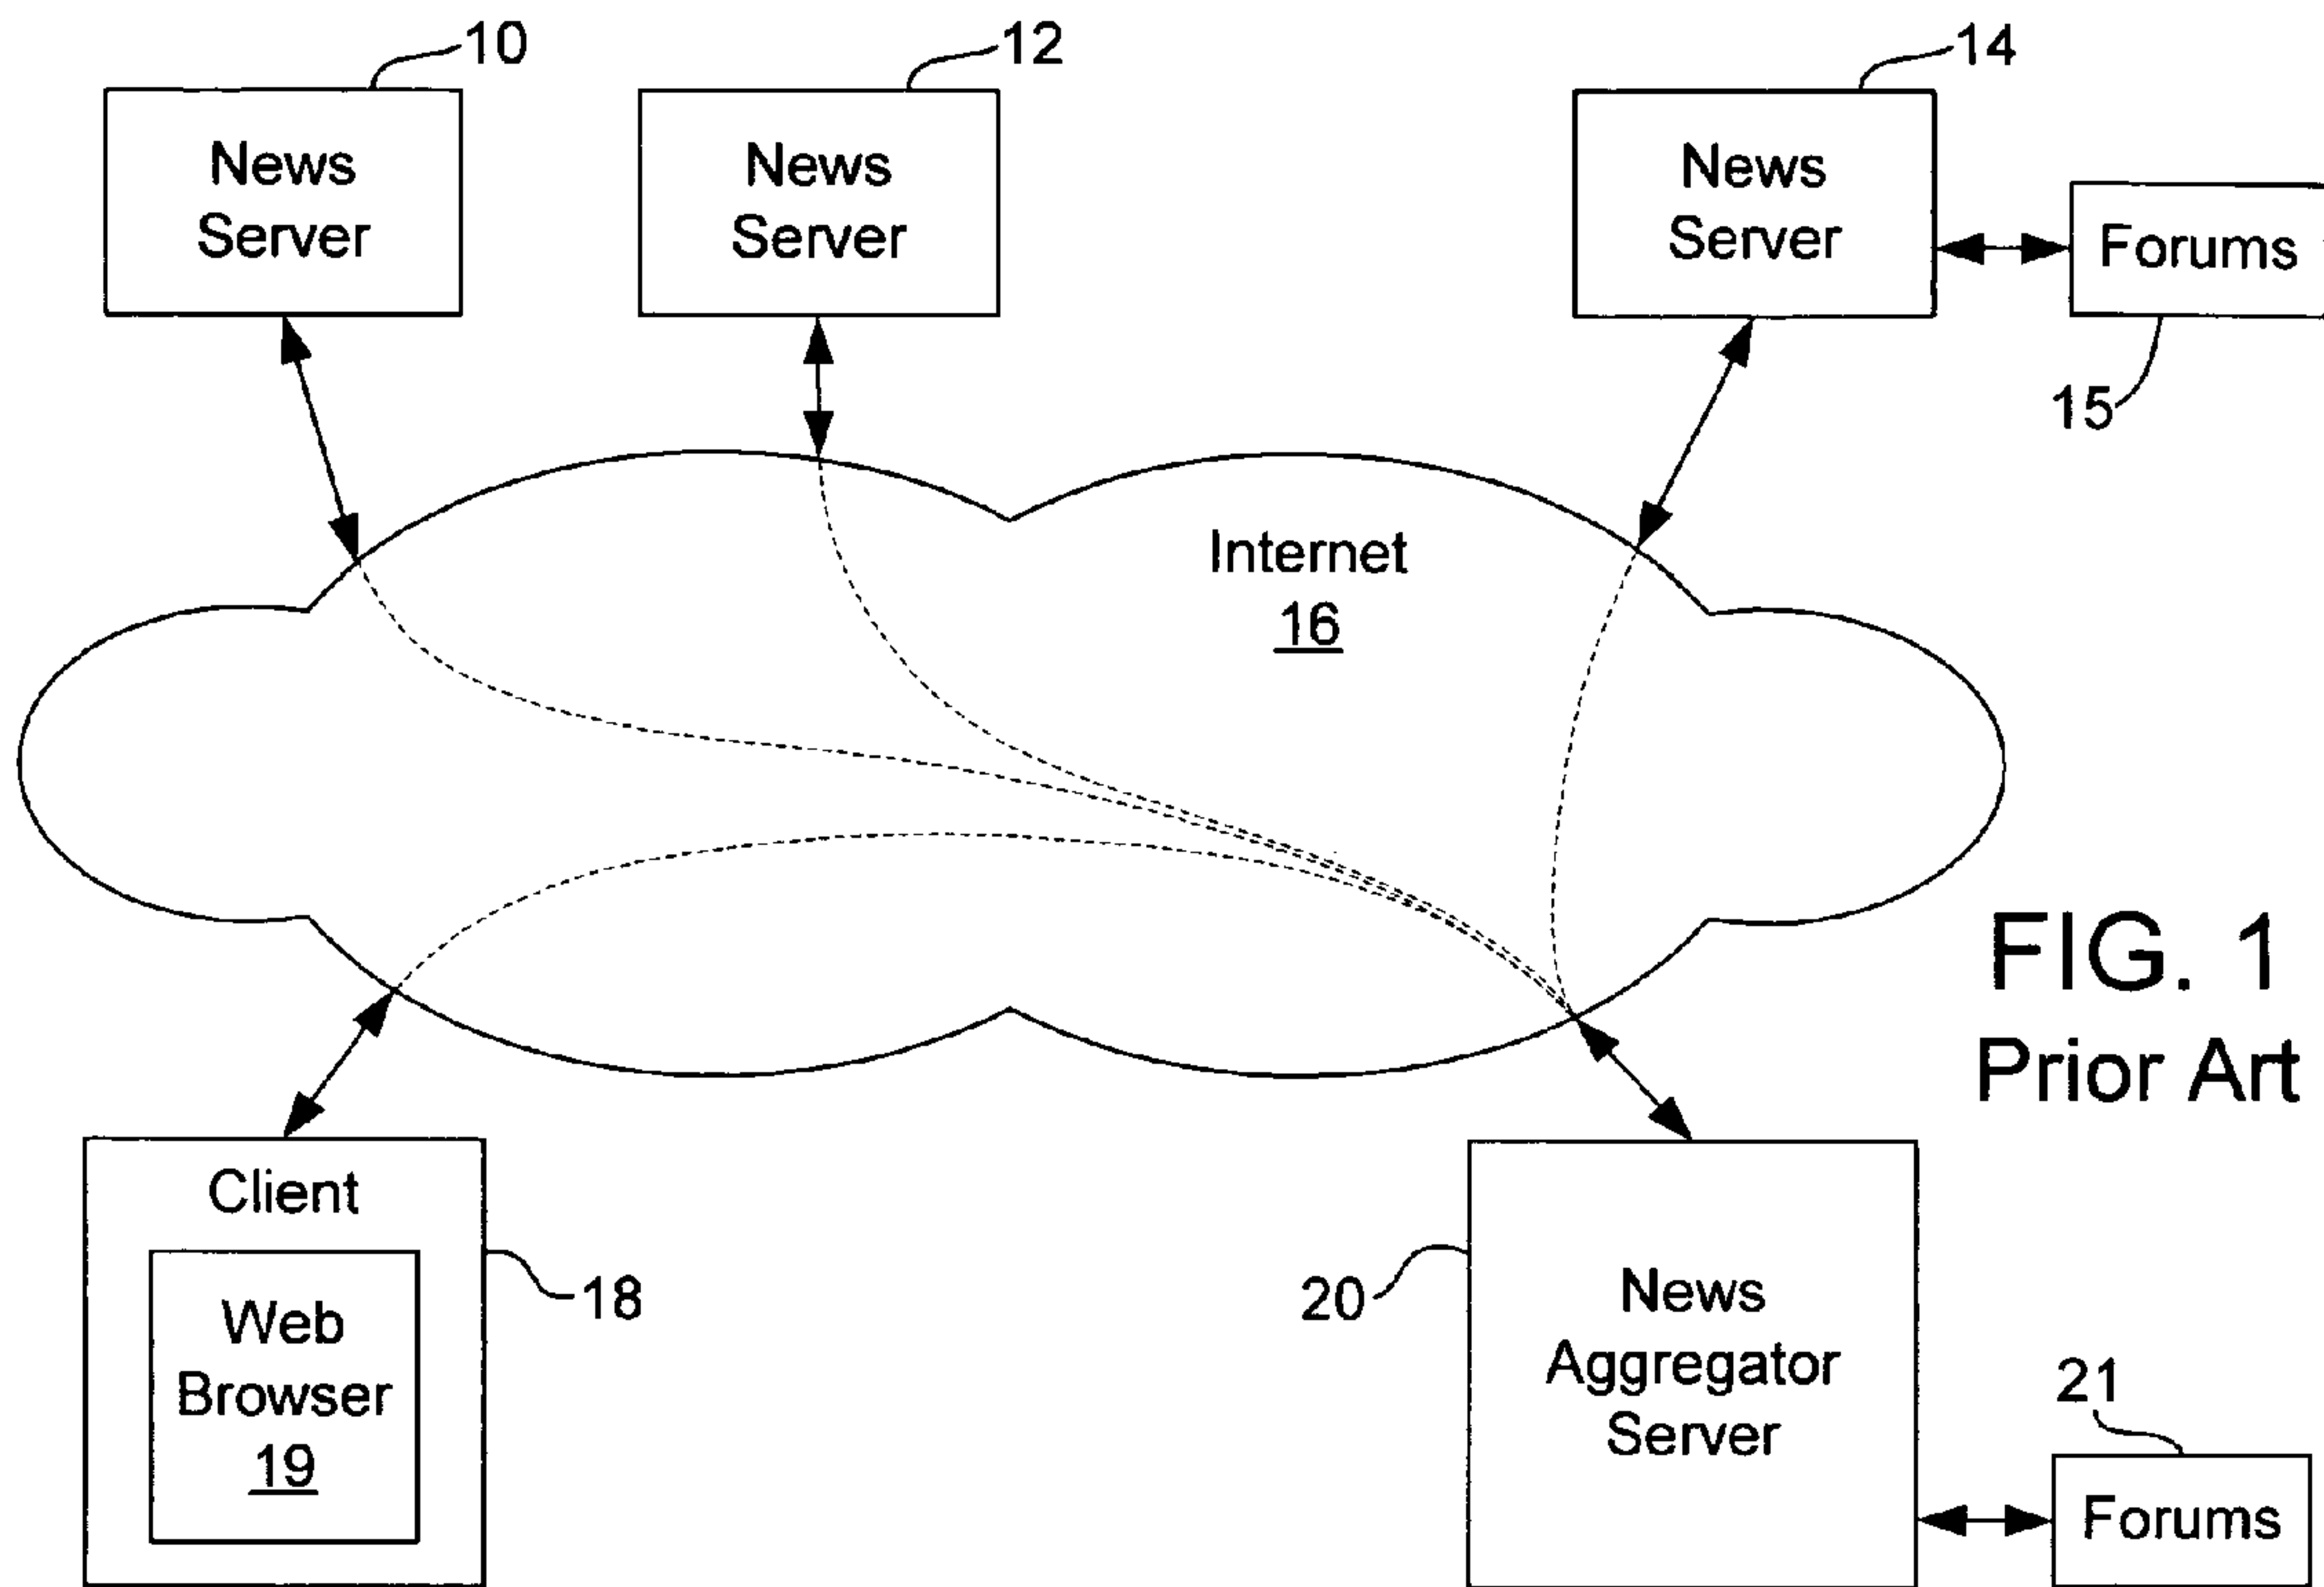 10
12
14
News
Server
News
Server
News
Server
Forums
15
Internet
16
FIG. 1
Prior Art
Client
18
Web
Browser
19
20
News
Aggregator
Server
21
Forums